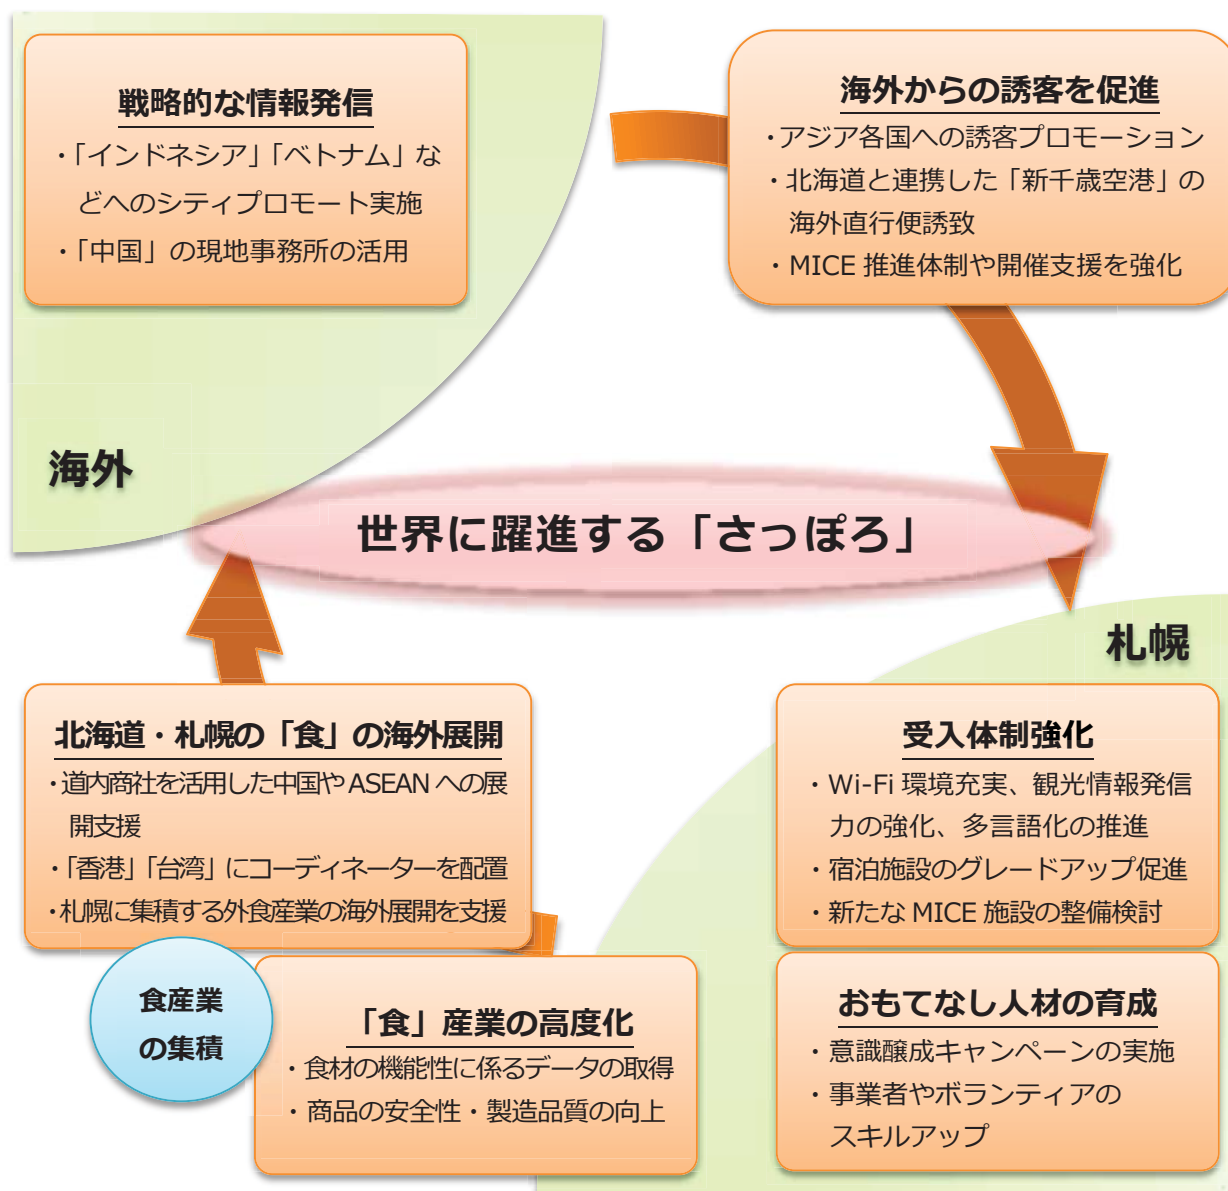 戦略的な情報発信
・「インドネシア」「ベトナム」な
どへのシティプロモート実施
・「中国」の現地事務所の活用
海外からの誘客を促進
・アジア各国への誘客プロモーション
・北海道と連携した「新千歳空港」の
海外直行便誘致
・MICE 推進体制や開催支援を強化
海外
世界に躍進する「さっぽろ」
札幌
北海道・札幌の「食」の海外展開
・道内商社を活用した中国や ASEAN への展
開支援
・「香港」「台湾」にコーディネーターを配置
・札幌に集積する外食産業の海外展開を支援
食産業
の集積
「食」産業の高度化
・食材の機能性に係るデータの取得
・商品の安全性・製造品質の向上
受入体制強化
・Wi-Fi 環境充実、観光情報発信
力の強化、多言語化の推進
・宿泊施設のグレードアップ促進
・新たな MICE 施設の整備検討
おもてなし人材の育成
・意識醸成キャンペーンの実施
・事業者やボランティアの
スキルアップ